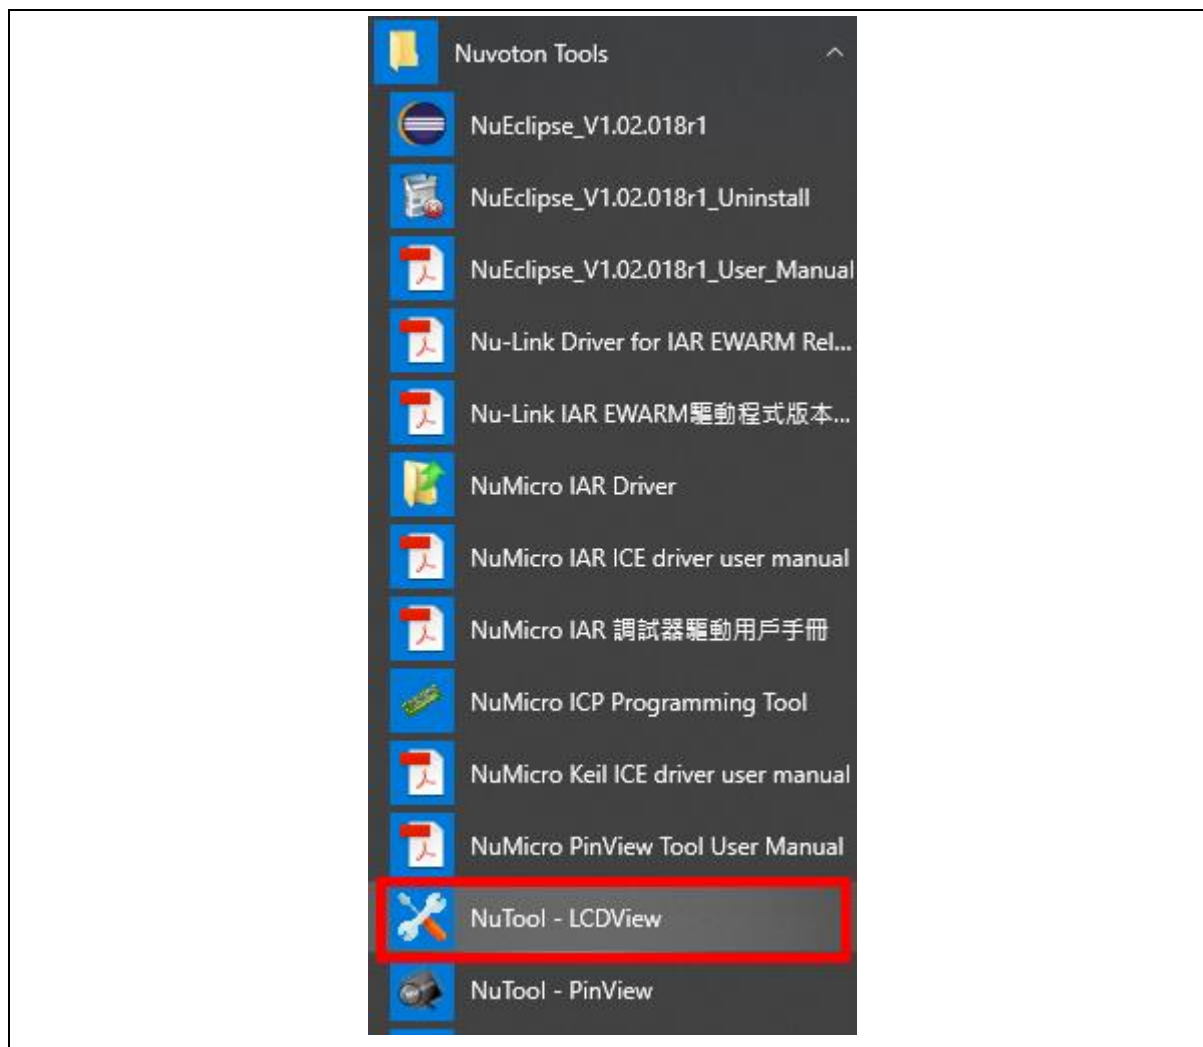 Nuvoton Tools
NuEclipse_V1.02.018r1
NuEclipse_V1.02.018r1_Uninstall
NuEclipse_V1.02.018r1_User_Manual
Nu-Link Driver for IAR EWARM Rel...
Nu-Link IAR EWARM驅動程式版本...
NuMicro IAR Driver
NuMicro IAR ICE driver user manual
NuMicro IAR 調試器驅動用戶手冊
NuMicro ICP Programming Tool
NuMicro Keil ICE driver user manual
NuMicro PinView Tool User Manual
NuTool - LCDView
NuTool - PinView